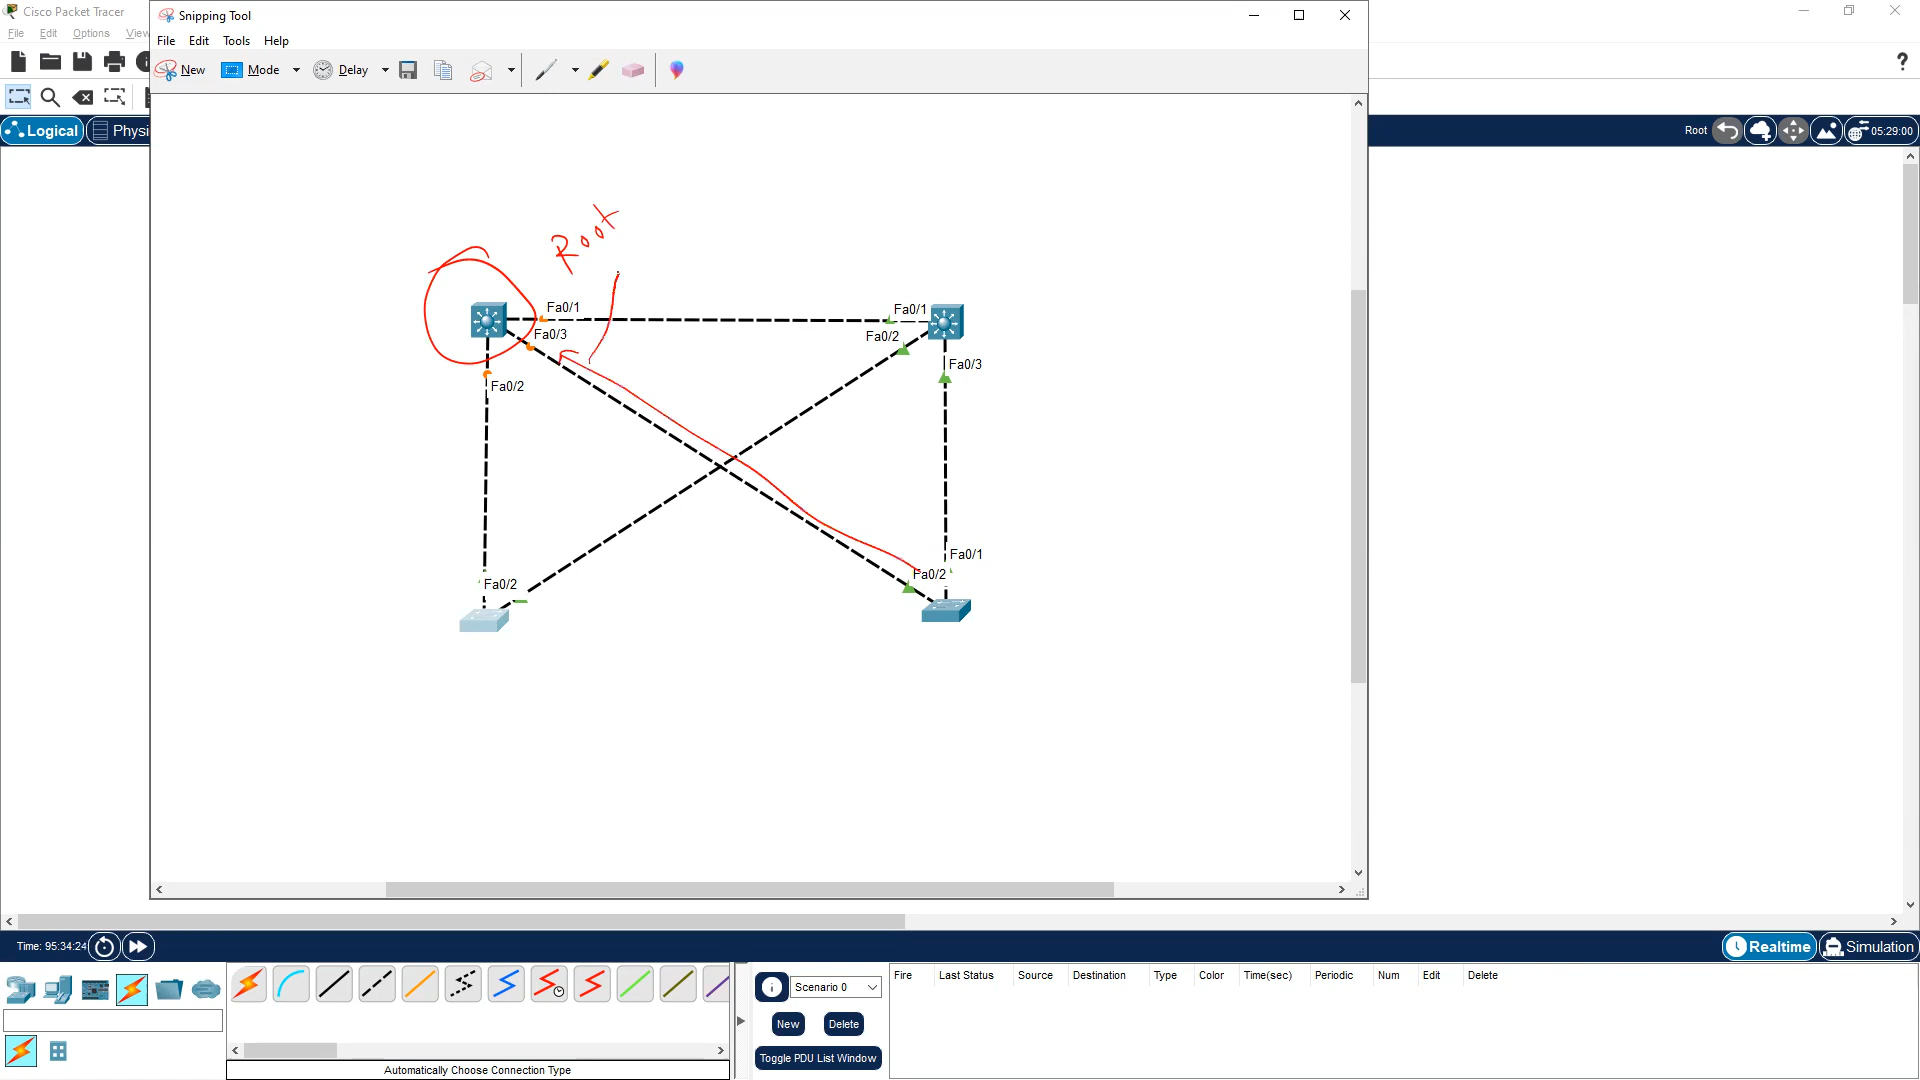 Cisco Packet Tracer
File Edit Options View
Snipping Tool
File Edit Tools Help
New Mode Delay
?
Logical Physi
Root 05:29:00
Root
Fa0/1
Fa0/3
Fa0/2
Fa0/1
Fa0/2
Fa0/3
Fa0/1
Fa0/2
Fa0/2
Time: 95:34:24
Realtime Simulation
Scenario 0
New Delete
Toggle PDU List Window
Fire Last Status Source Destination Type Color Time(sec) Periodic Num Edit Delete
Automatically Choose Connection Type